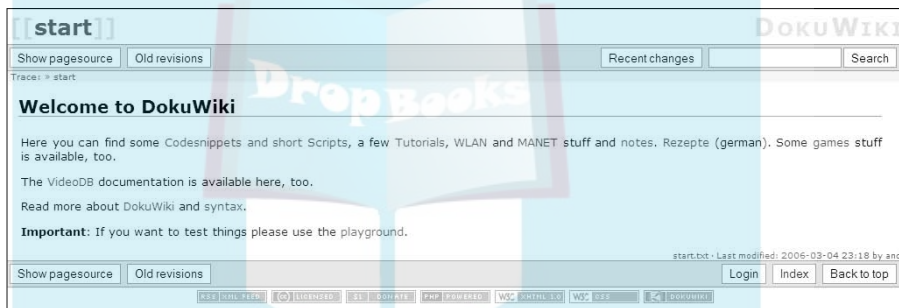 [[start]] DOKUWIKI
Show pagesource Old revisions Recent changes Search
Trace: » start
DropBooks
Welcome to DokuWiki
Here you can find some Codesnippets and short Scripts, a few Tutorials, WLAN and MANET stuff and notes. Rezepte (german). Some games stuff
is available, too.
The VideoDB documentation is available here, too.
Read more about DokuWiki and syntax.
Important: If you want to test things please use the playground.
start.txt · Last modified: 2006-03-04 23:18 by and
Show pagesource Old revisions Login Index Back to top
RSS XML FEED (cc) LICENSED $1 DONATE PHP POWERED W3C XHTML 1.0 W3C CSS DOKUWIKI